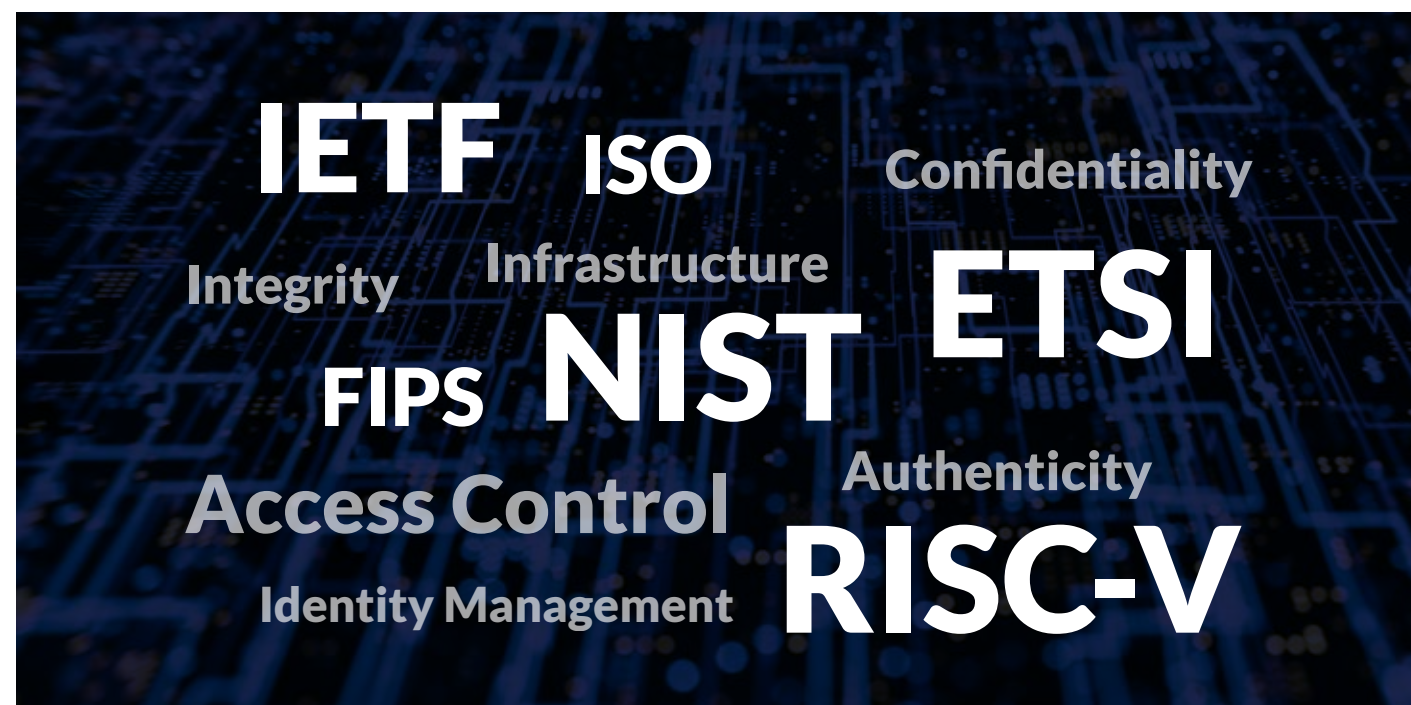 IETF
ISO
Confidentiality
Integrity
Infrastructure
ETSI
FIPS
NIST
Access Control
Authenticity
Identity Management
RISC-V